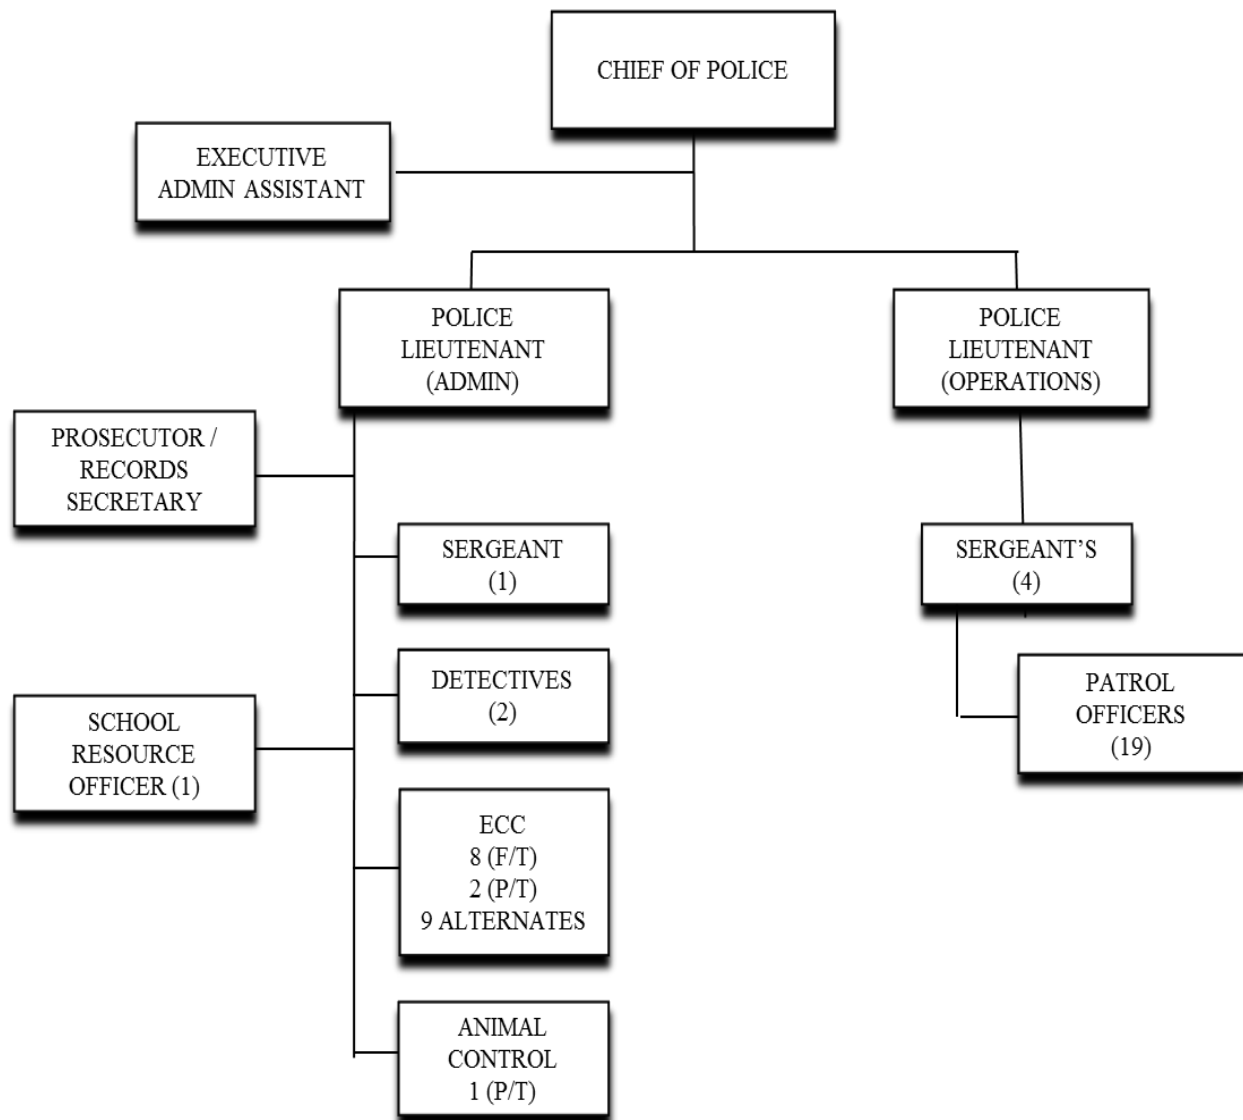 CHIEF OF POLICE
EXECUTIVE
ADMIN ASSISTANT
POLICE
LIEUTENANT
(ADMIN)
POLICE
LIEUTENANT
(OPERATIONS)
PROSECUTOR /
RECORDS
SECRETARY
SERGEANT
(1)
SERGEANT’S
(4)
DETECTIVES
(2)
PATROL
OFFICERS
(19)
SCHOOL
RESOURCE
OFFICER (1)
ECC
8 (F/T)
2 (P/T)
9 ALTERNATES
ANIMAL
CONTROL
1 (P/T)